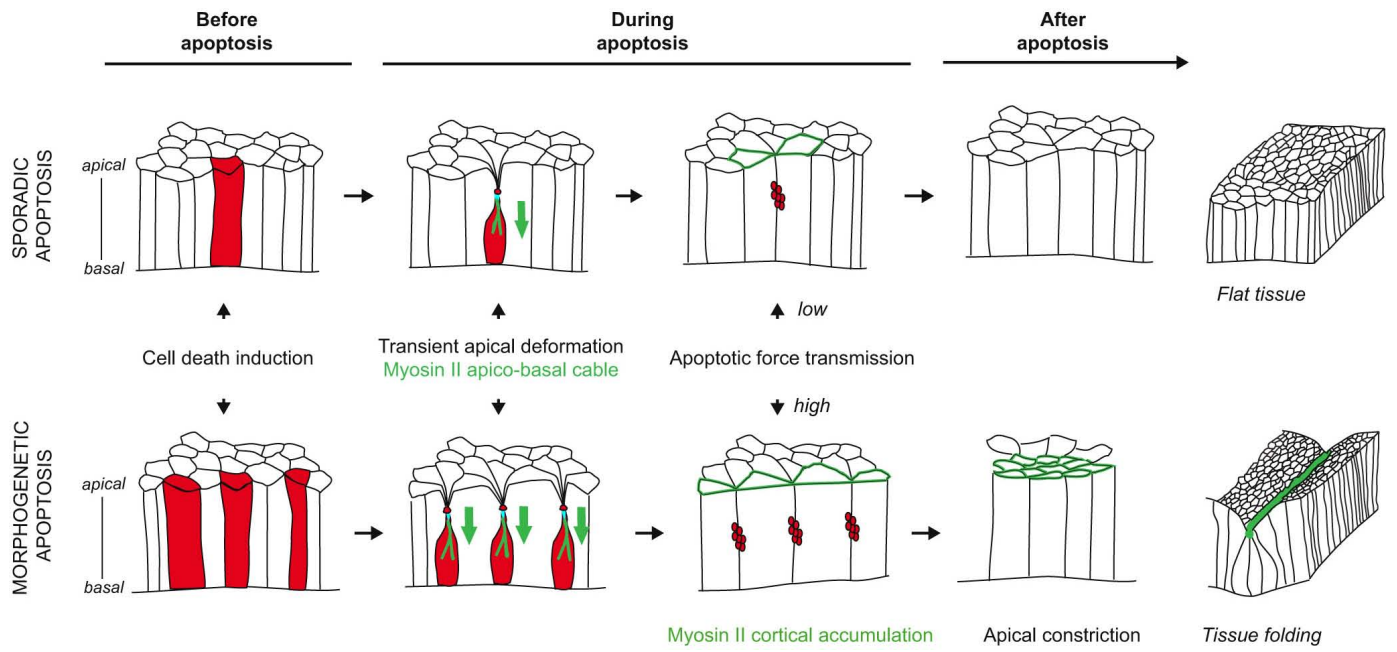 Before
apoptosis
During
apoptosis
After
apoptosis
SPORADIC
APOPTOSIS
apical
basal
Flat tissue
low
Cell death induction
Transient apical deformation
Myosin II apico-basal cable
Apoptotic force transmission
high
MORPHOGENETIC
APOPTOSIS
apical
basal
Myosin II cortical accumulation
Apical constriction
Tissue folding